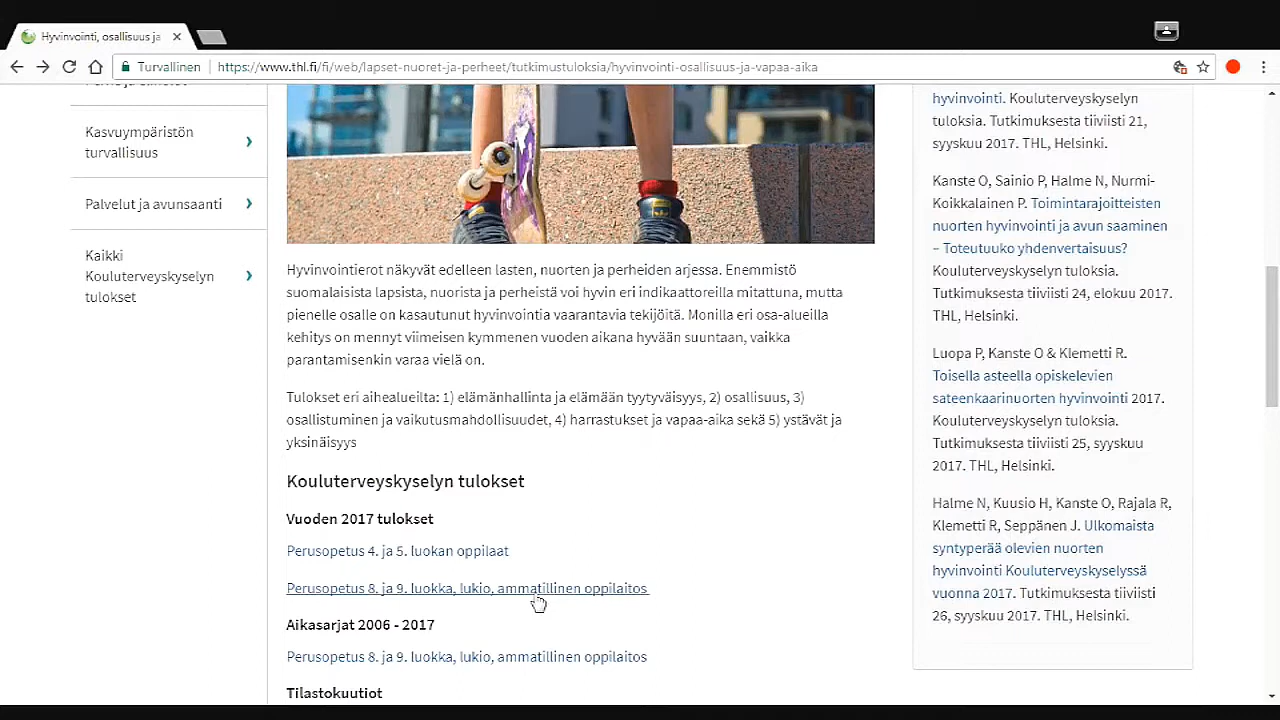 Hyvinvointi, osallisuus ja
Turvallinen
https://www.thl.fi/fi/web/lapset-nuoret-ja-perheet/tutkimustuloksia/hyvinvointi-osallisuus-ja-vapaa-aika
Kasvuympäristön
turvallisuus
Palvelut ja avunsaanti
Kaikki
Kouluterveyskyselyn
tulokset
Hyvinvointierot näkyvät edelleen lasten, nuorten ja perheiden arjessa. Enemmistö
suomalaisista lapsista, nuorista ja perheistä voi hyvin eri indikaattoreilla mitattuna, mutta
pienelle osalle on kasautunut hyvinvointia vaarantavia tekijöitä. Monilla eri osa-alueilla
kehitys on mennyt viimeisen kymmenen vuoden aikana hyvään suuntaan, vaikka
parantamisenkin varaa vielä on.
Tulokset eri aihealueilta: 1) elämänhallinta ja elämään tyytyväisyys, 2) osallisuus, 3)
osallistuminen ja vaikutusmahdollisuudet, 4) harrastukset ja vapaa-aika sekä 5) ystävät ja
yksinäisyys
Kouluterveyskyselyn tulokset
Vuoden 2017 tulokset
Perusopetus 4. ja 5. luokan oppilaat
Perusopetus 8. ja 9. luokka, lukio, ammatillinen oppilaitos
Aikasarjat 2006 - 2017
Perusopetus 8. ja 9. luokka, lukio, ammatillinen oppilaitos
Tilastokuutiot
hyvinvointi. Kouluterveyskyselyn
tuloksia. Tutkimuksesta tiiviisti 21,
syyskuu 2017. THL, Helsinki.
Kanste O, Sainio P, Halme N, Nurmi-
Koikkalainen P. Toimintarajoitteisten
nuorten hyvinvointi ja avun saaminen
– Toteutuuko yhdenvertaisuus?
Kouluterveyskyselyn tuloksia.
Tutkimuksesta tiiviisti 24, elokuu 2017.
THL, Helsinki.
Luopa P, Kanste O & Klemetti R.
Toisella asteella opiskelevien
sateenkaarinuorten hyvinvointi 2017.
Kouluterveyskyselyn tuloksia.
Tutkimuksesta tiiviisti 25, syyskuu
2017. THL, Helsinki.
Halme N, Kuusio H, Kanste O, Rajala R,
Klemetti R, Seppänen J. Ulkomaista
syntyperää olevien nuorten
hyvinvointi Kouluterveyskyselyssä
vuonna 2017. Tutkimuksesta tiiviisti
26, syyskuu 2017. THL, Helsinki.